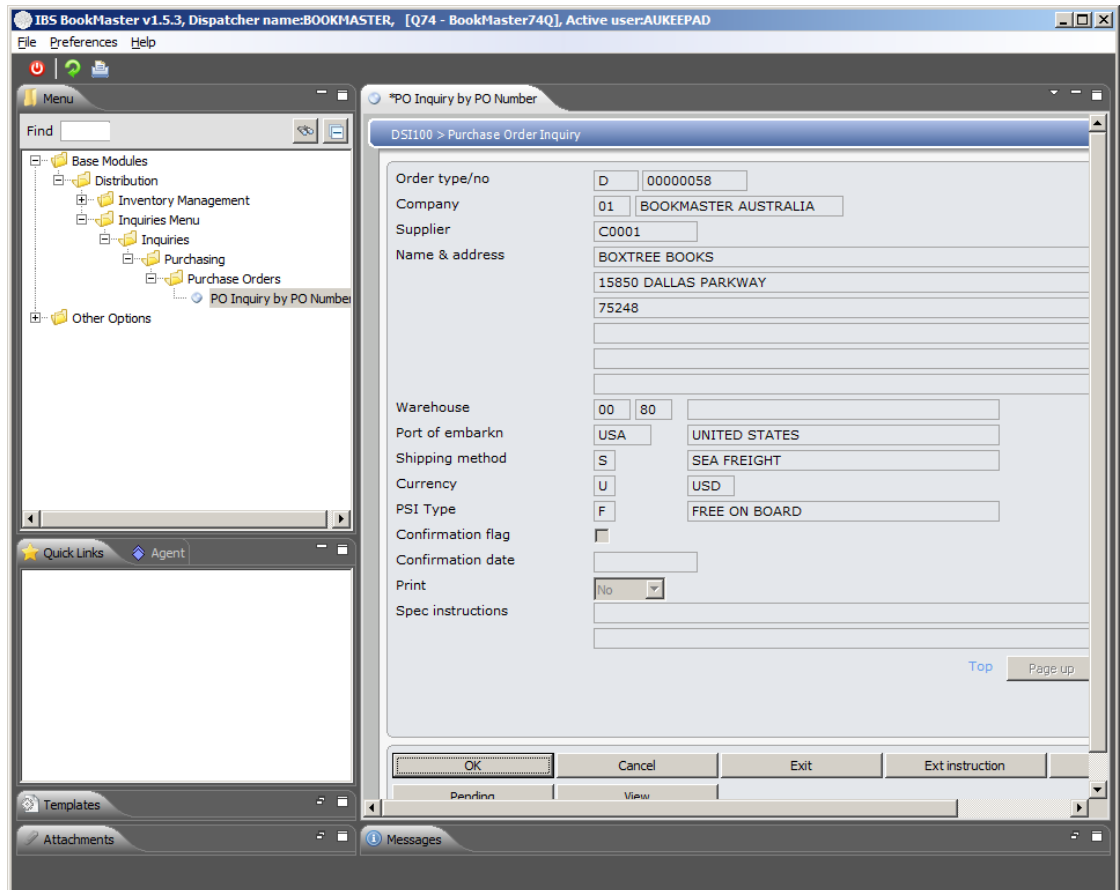 IBS BookMaster v1.5.3, Dispatcher name:BOOKMASTER, [Q74 - BookMaster74Q], Active user:AUKEEPAD
File Preferences Help
Menu
Find
Base Modules
Distribution
Inventory Management
Inquiries Menu
Inquiries
Purchasing
Purchase Orders
PO Inquiry by PO Number
Other Options
Quick Links Agent
Templates
Attachments
*PO Inquiry by PO Number
DSI100 > Purchase Order Inquiry
Order type/no D 00000058
Company 01 BOOKMASTER AUSTRALIA
Supplier C0001
Name & address BOXTREE BOOKS
15850 DALLAS PARKWAY
75248
Warehouse 00 80
Port of embarkn USA UNITED STATES
Shipping method S SEA FREIGHT
Currency U USD
PSI Type F FREE ON BOARD
Confirmation flag
Confirmation date
Print No
Spec instructions
Top Page up
OK Cancel Exit Ext instruction
Pending View
Messages